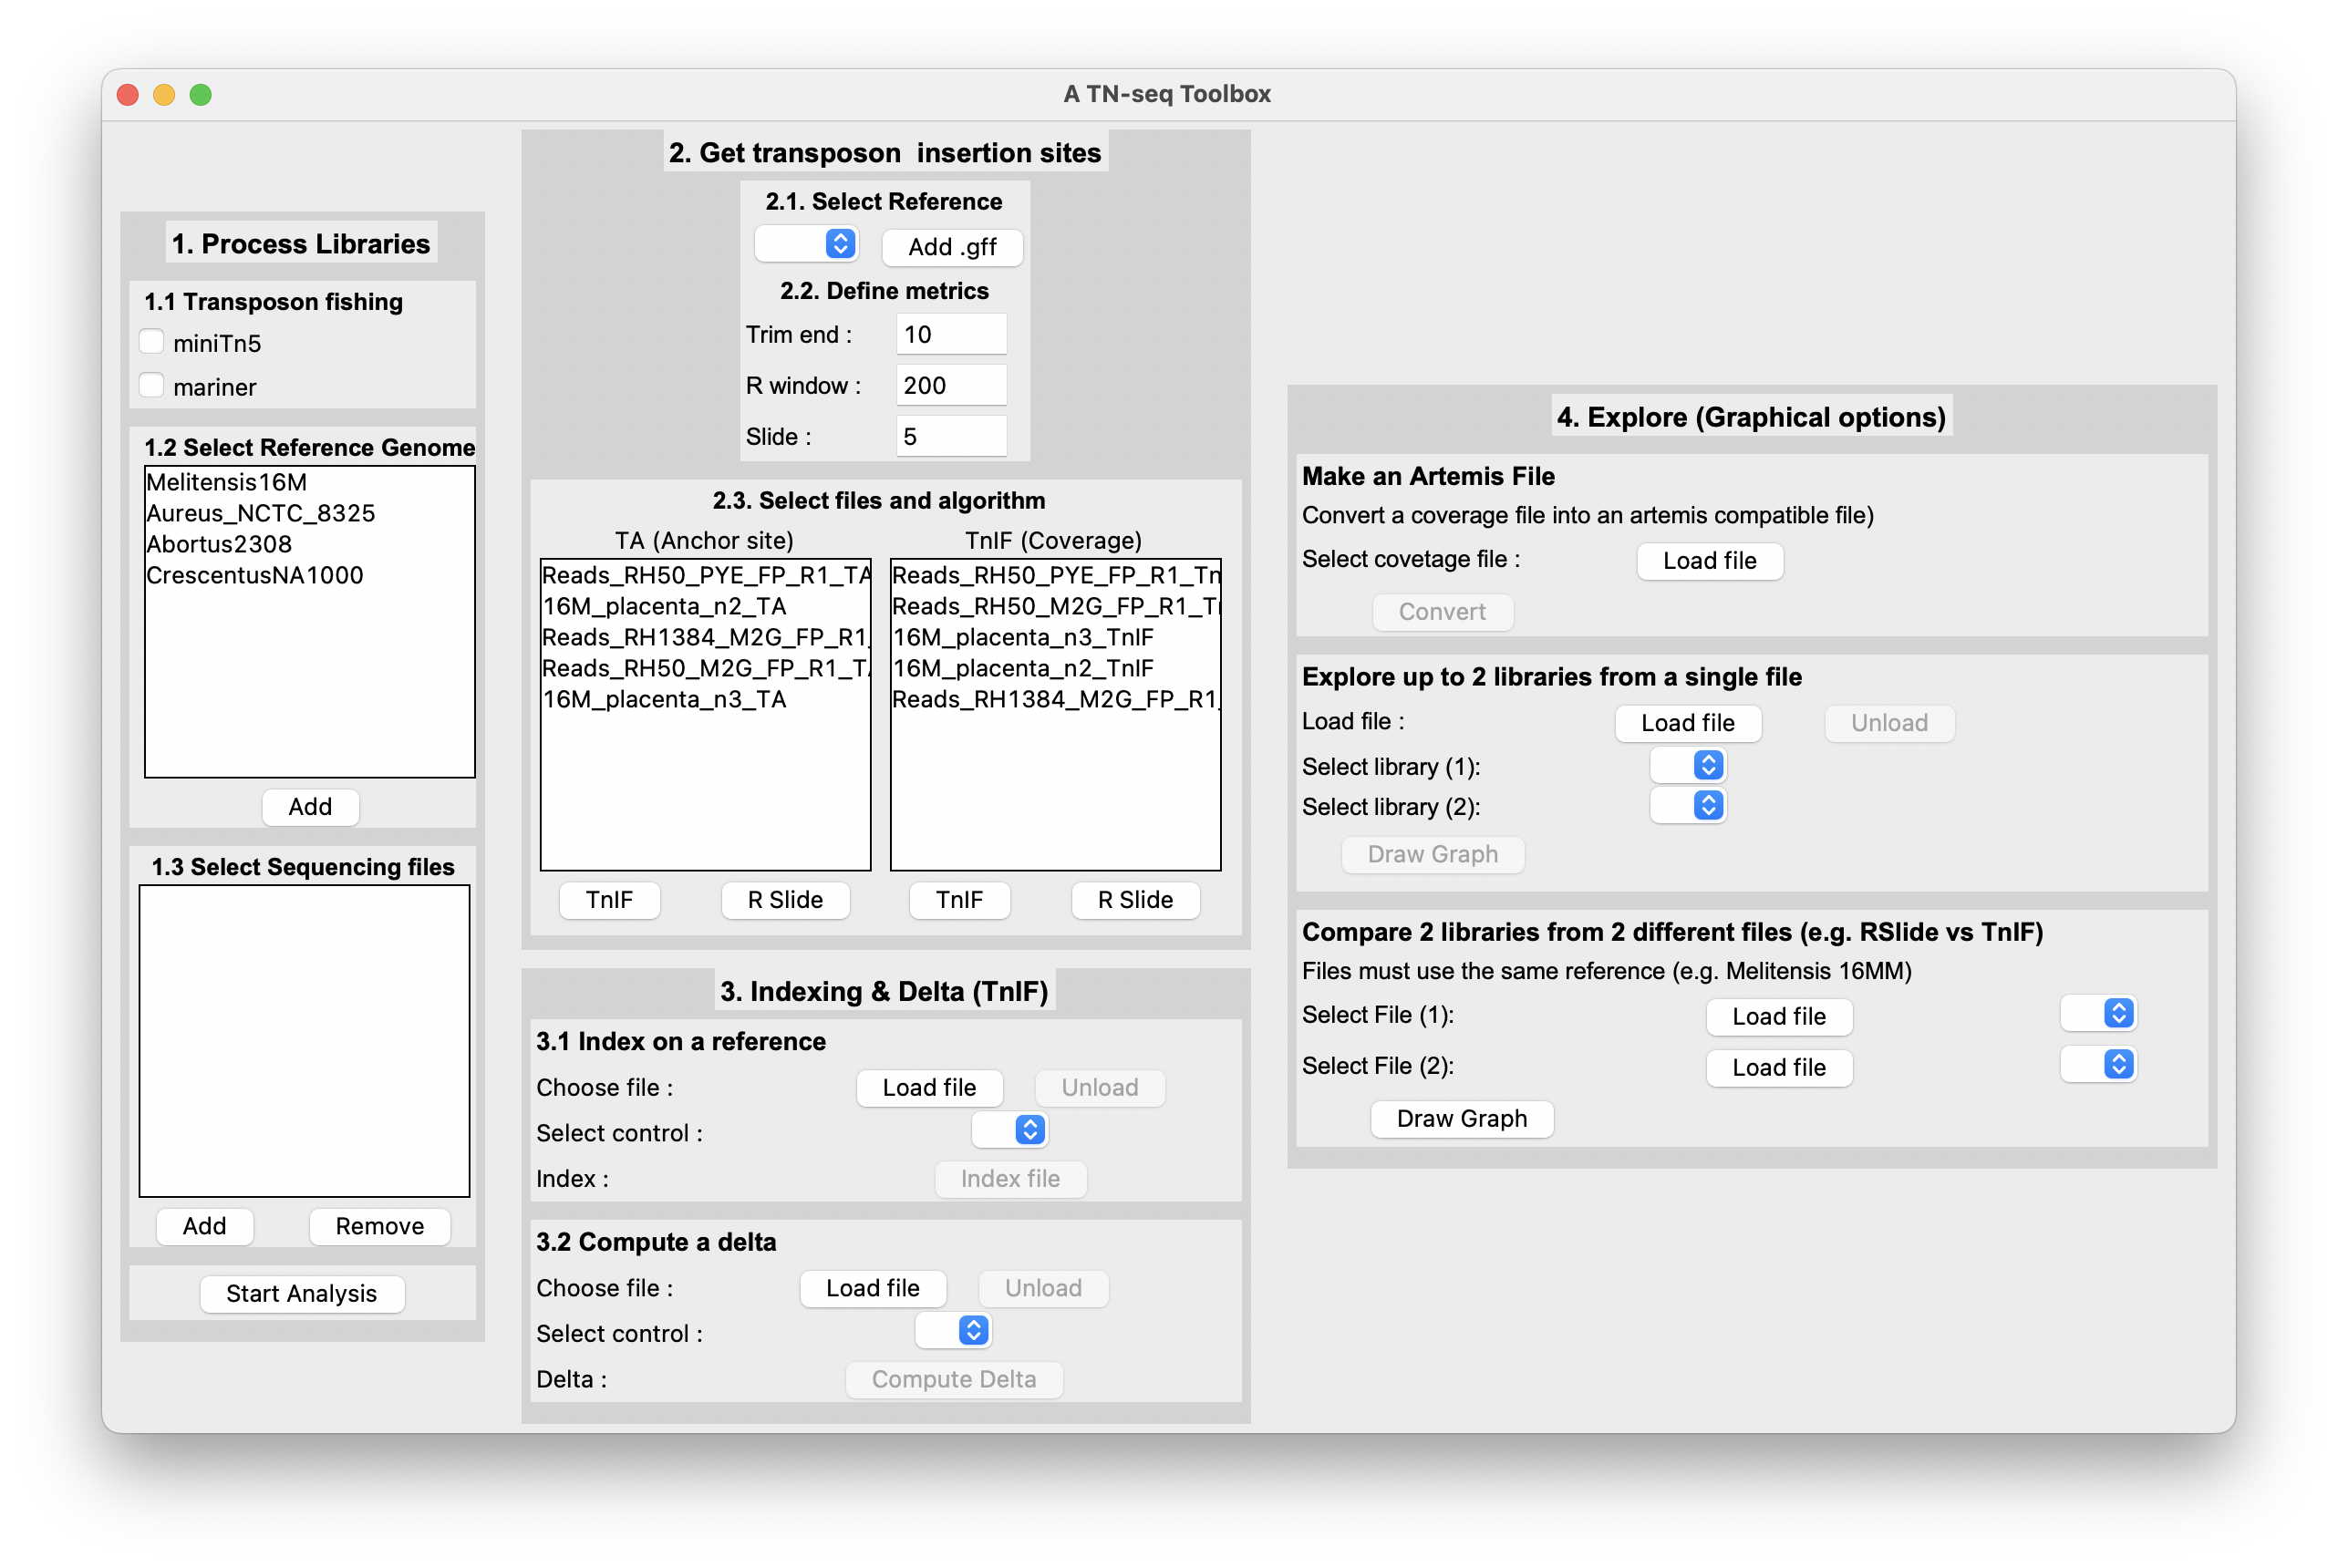 A TN-seq Toolbox
1. Process Libraries
1.1 Transposon fishing
miniTn5
mariner
1.2 Select Reference Genome
Melitensis16M
Aureus_NCTC_8325
Abortus2308
CrescentusNA1000
Add
1.3 Select Sequencing files
Add Remove
Start Analysis
2. Get transposon  insertion sites
2.1. Select Reference
Add .gff
2.2. Define metrics
Trim end : 10
R window : 200
Slide : 5
2.3. Select files and algorithm
TA (Anchor site)
Reads_RH50_PYE_FP_R1_TA
16M_placenta_n2_TA
Reads_RH1384_M2G_FP_R1_
Reads_RH50_M2G_FP_R1_TA
16M_placenta_n3_TA
TnIF R Slide
TnIF (Coverage)
Reads_RH50_PYE_FP_R1_Tn
Reads_RH50_M2G_FP_R1_Tn
16M_placenta_n3_TnIF
16M_placenta_n2_TnIF
Reads_RH1384_M2G_FP_R1_
TnIF R Slide
3. Indexing & Delta (TnIF)
3.1 Index on a reference
Choose file : Load file Unload
Select control :
Index : Index file
3.2 Compute a delta
Choose file : Load file Unload
Select control :
Delta : Compute Delta
4. Explore (Graphical options)
Make an Artemis File
Convert a coverage file into an artemis compatible file)
Select covetage file : Load file
Convert
Explore up to 2 libraries from a single file
Load file : Load file Unload
Select library (1):
Select library (2):
Draw Graph
Compare 2 libraries from 2 different files (e.g. RSlide vs TnIF)
Files must use the same reference (e.g. Melitensis 16MM)
Select File (1): Load file
Select File (2): Load file
Draw Graph